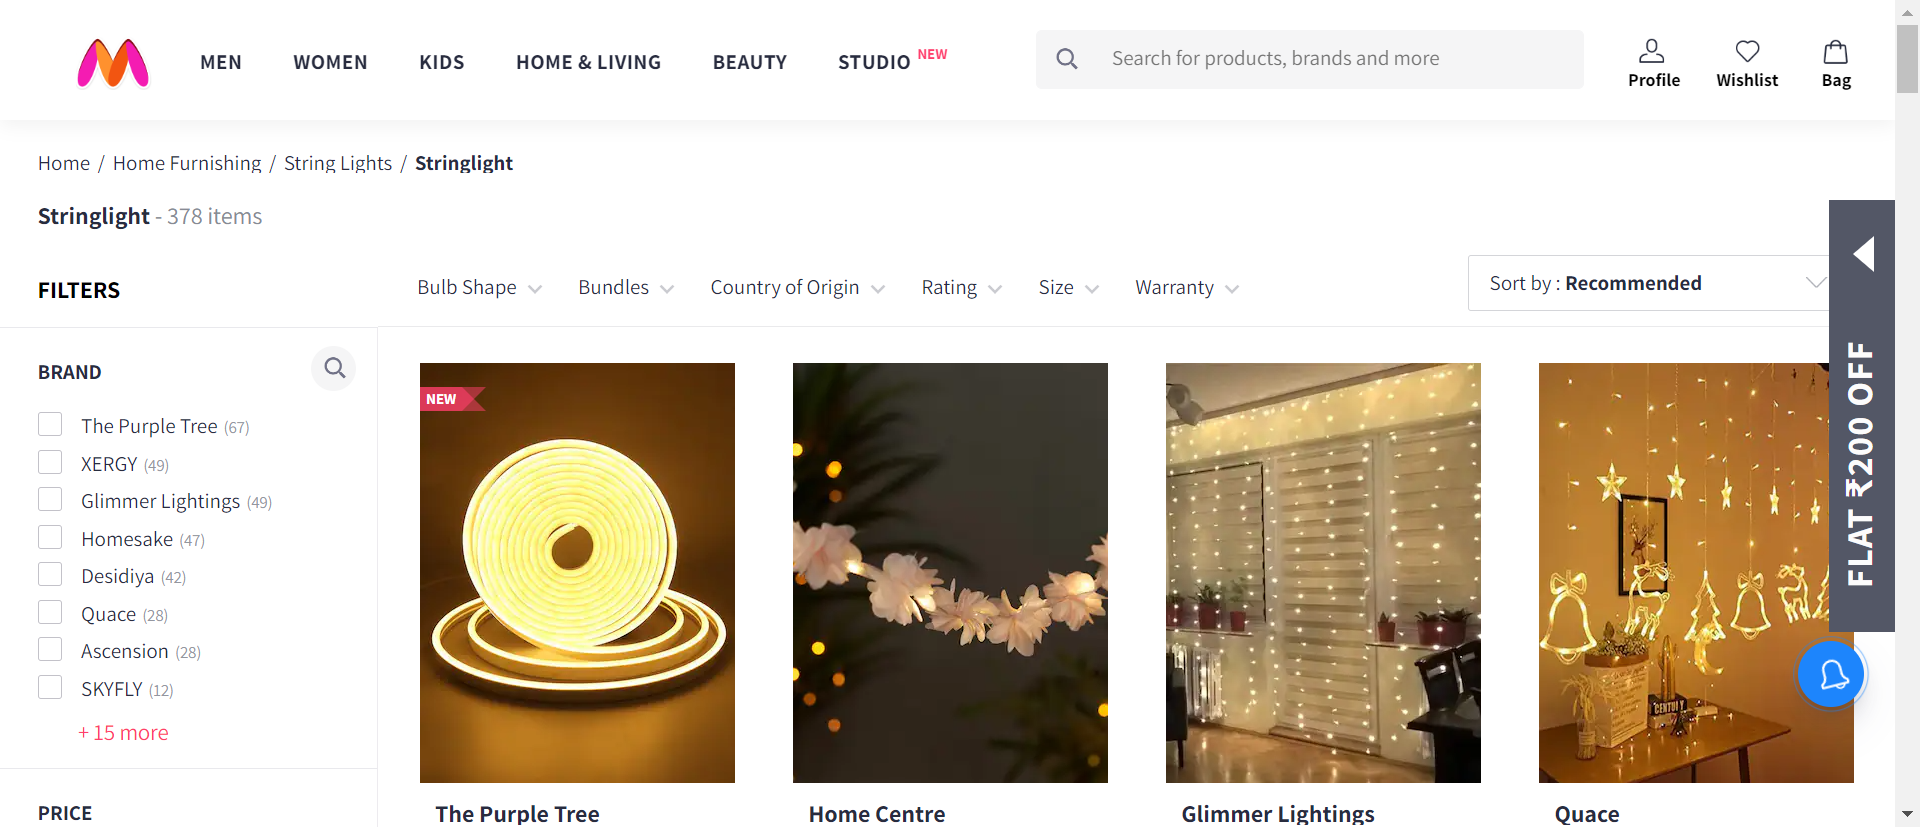 MEN WOMEN KIDS HOME & LIVING BEAUTY STUDIO NEW Search for products, brands and more Profile Wishlist Bag
Home / Home Furnishing / String Lights / Stringlight
Stringlight - 378 items
FILTERS
Bulb Shape Bundles Country of Origin Rating Size Warranty Sort by : Recommended
BRAND
The Purple Tree (67)
XERGY (49)
Glimmer Lightings (49)
Homesake (47)
Desidiya (42)
Quace (28)
Ascension (28)
SKYFLY (12)
+ 15 more
PRICE
NEW
CENTURY
The Purple Tree Home Centre Glimmer Lightings Quace
FLAT ₹200 OFF